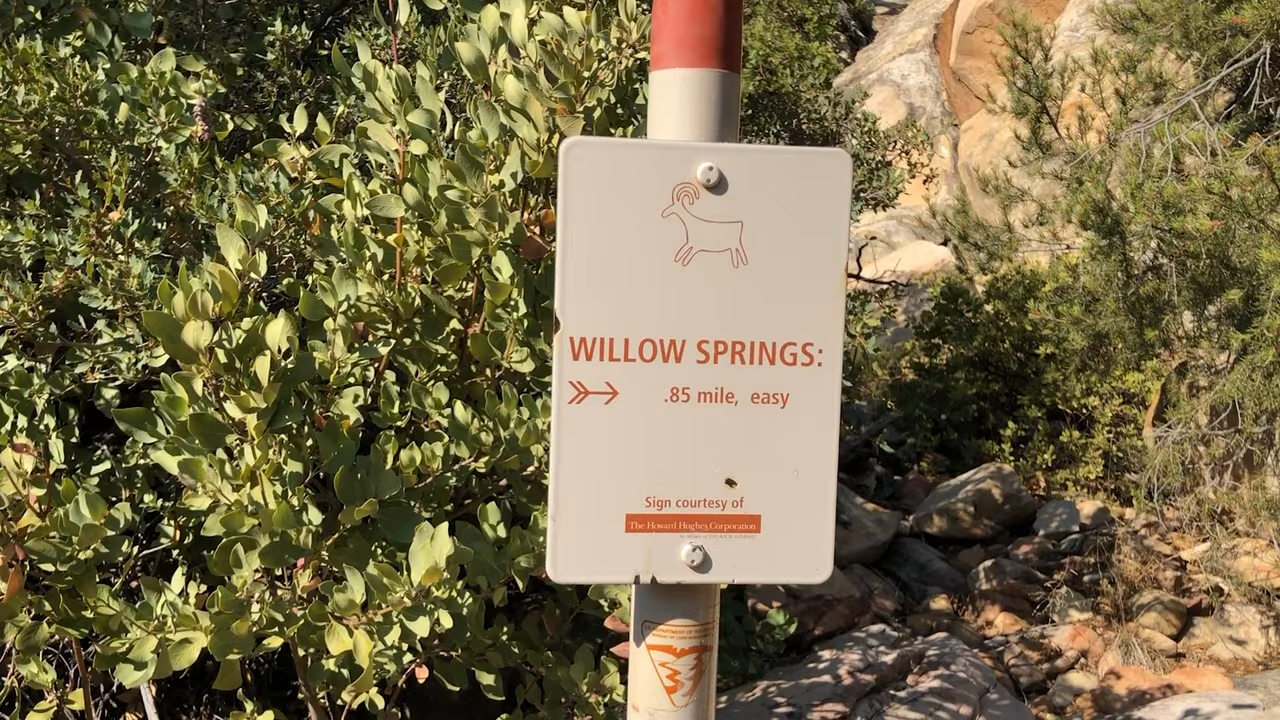 WILLOW SPRINGS:
.85 mile, easy
Sign courtesy of
The Howard Hughes Corporation